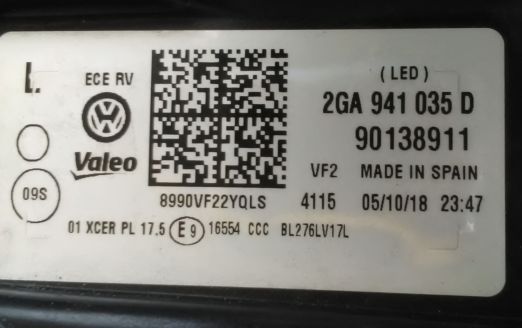 L.
ECE RV
(LED)
2GA 941 035 D
Valeo
90138911
VF2 MADE IN SPAIN
09S
8990VF22YQLS
4115 05/10/18 23:47
01 XCER PL 17.5 E9 16554 CCC BL276LV17L